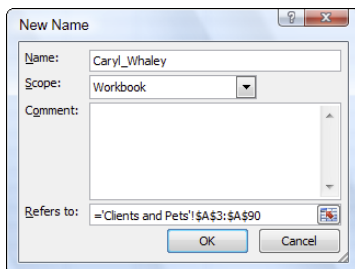 New Name
Name: Caryl_Whaley
Scope: Workbook
Comment:
Refers to: ='Clients and Pets'!$A$3:$A$90
OK Cancel